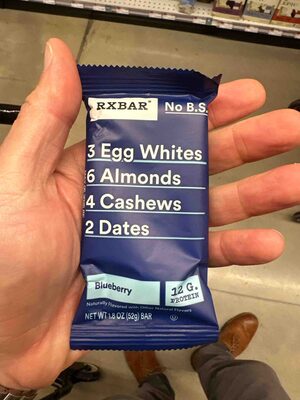 RXBAR
No B.S.
3 Egg Whites
6 Almonds
4 Cashews
2 Dates
Blueberry
12 G.
PROTEIN
Naturally Flavored with Other Natural Flavors
NET WT 1.8 OZ (52g) BAR